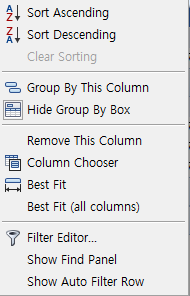 Sort Ascending
Sort Descending
Clear Sorting
Group By This Column
Hide Group By Box
Remove This Column
Column Chooser
Best Fit
Best Fit (all columns)
Filter Editor...
Show Find Panel
Show Auto Filter Row